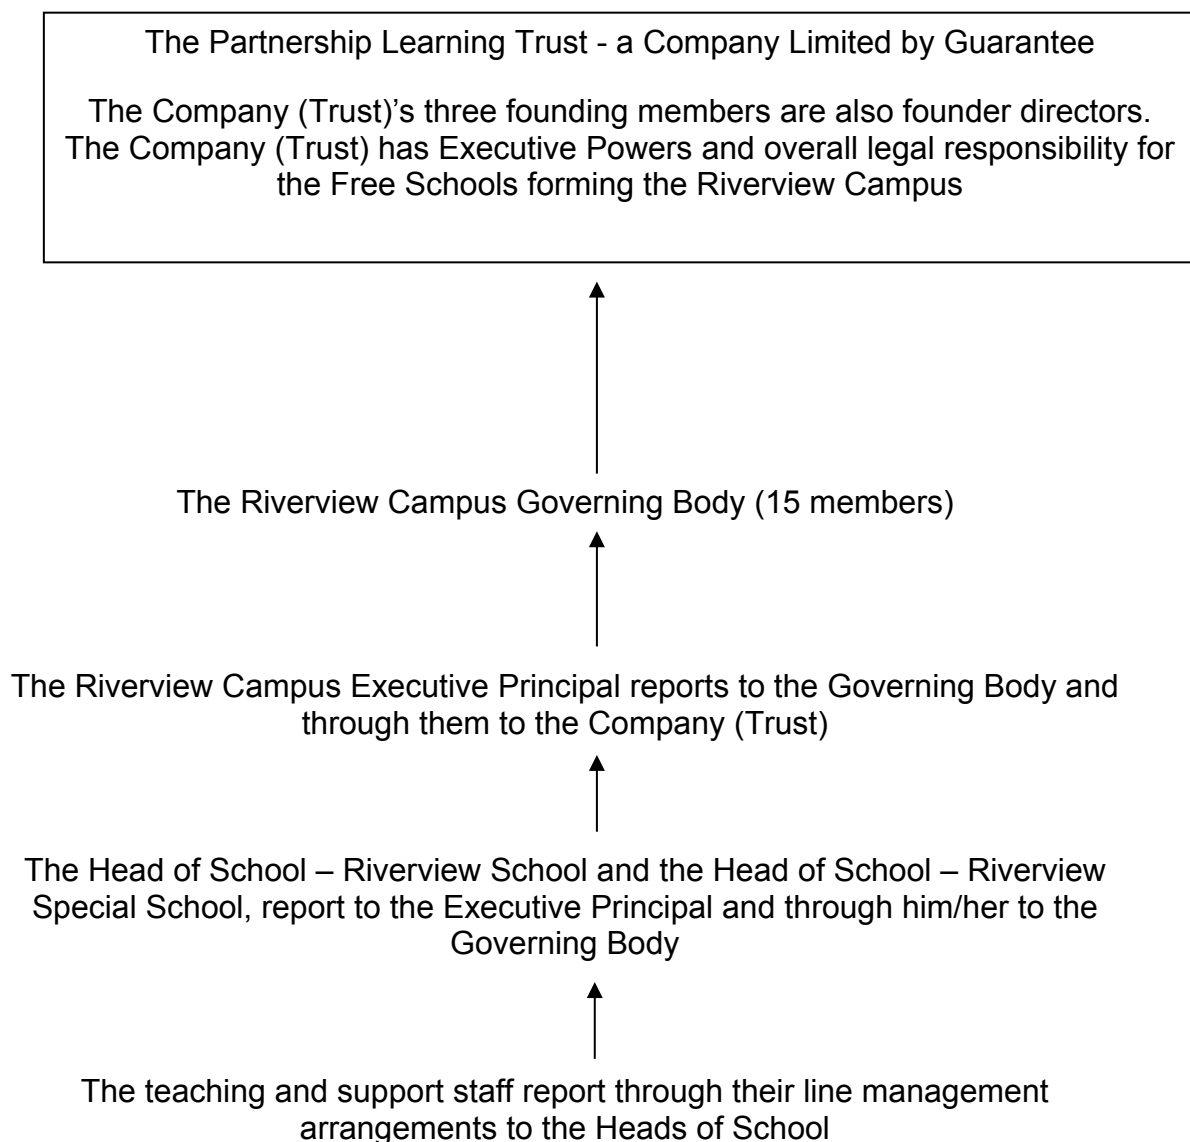 The Partnership Learning Trust - a Company Limited by Guarantee
The Company (Trust)'s three founding members are also founder directors.
The Company (Trust) has Executive Powers and overall legal responsibility for
the Free Schools forming the Riverview Campus
The Riverview Campus Governing Body (15 members)
The Riverview Campus Executive Principal reports to the Governing Body and
through them to the Company (Trust)
The Head of School – Riverview School and the Head of School – Riverview
Special School, report to the Executive Principal and through him/her to the
Governing Body
The teaching and support staff report through their line management
arrangements to the Heads of School